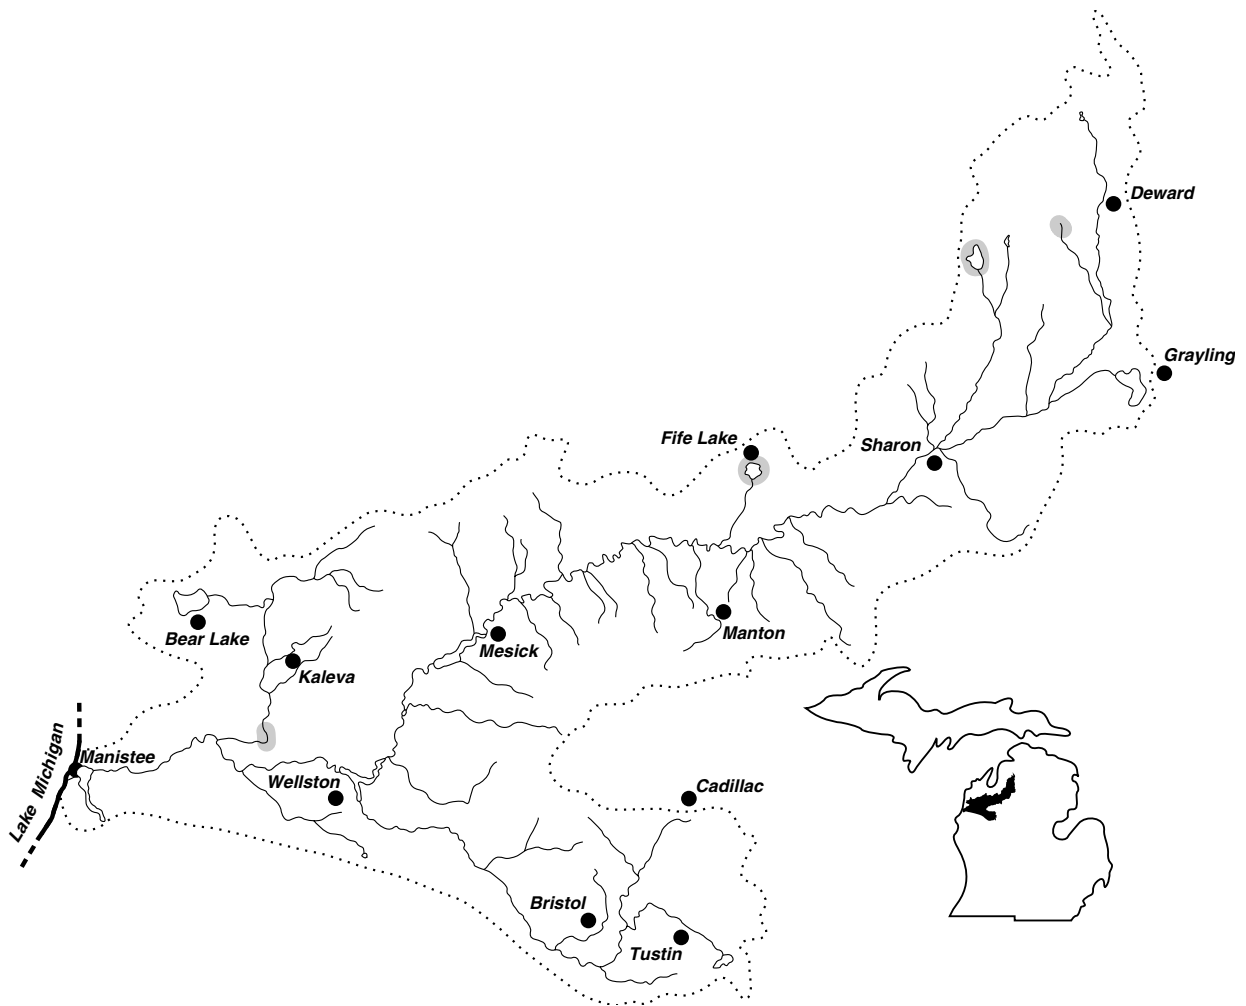 Deward
Grayling
Fife Lake
Sharon
Bear Lake
Mesick
Manton
Kaleva
Lake Michigan
Manistee
Wellston
Cadillac
Bristol
Tustin